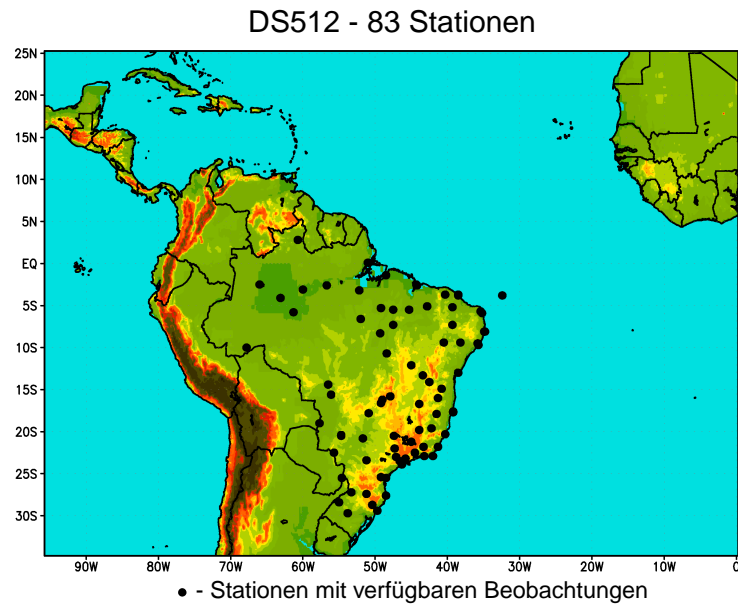 DS512 - 83 Stationen
25N
20N
15N
10N
5N
EQ
5S
10S
15S
20S
25S
30S
90W 80W 70W 60W 50W 40W 30W 20W 10W 0
● - Stationen mit verfügbaren Beobachtungen